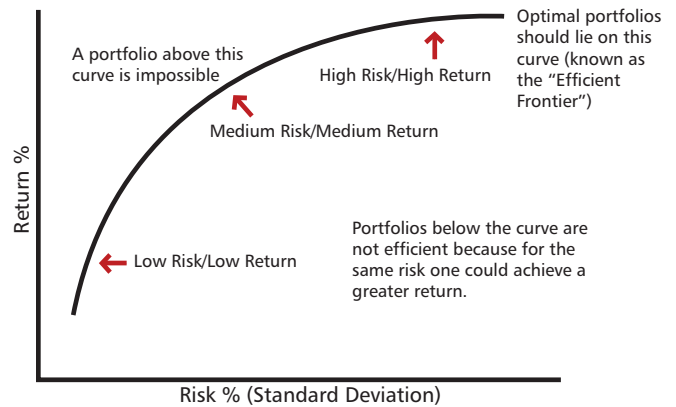 Optimal portfolios
should lie on this
curve (known as
the “Efficient
Frontier”)
A portfolio above this
curve is impossible
High Risk/High Return
Medium Risk/Medium Return
Return %
Portfolios below the curve are
not efficient because for the
same risk one could achieve a
greater return.
Low Risk/Low Return
Risk % (Standard Deviation)